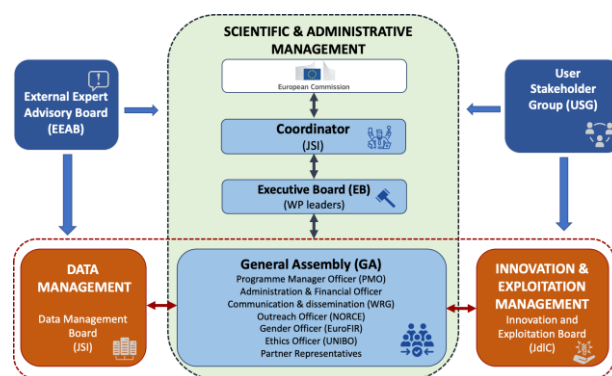 SCIENTIFIC & ADMINISTRATIVE
MANAGEMENT
European Commission
External Expert
Advisory Board
(EEAB)
User
Stakeholder
Group (USG)
Coordinator
(JSI)
Executive Board (EB)
(WP leaders)
DATA
MANAGEMENT
Data Management
Board
(JSI)
General Assembly (GA)
Programme Manager Officer (PMO)
Administration & Financial Officer
Communication & dissemination (WRG)
Outreach Officer (NORCE)
Gender Officer (EuroFIR)
Ethics Officer (UNIBO)
Partner Representatives
INNOVATION &
EXPLOITATION
MANAGEMENT
Innovation and
Exploitation Board
(JdIC)